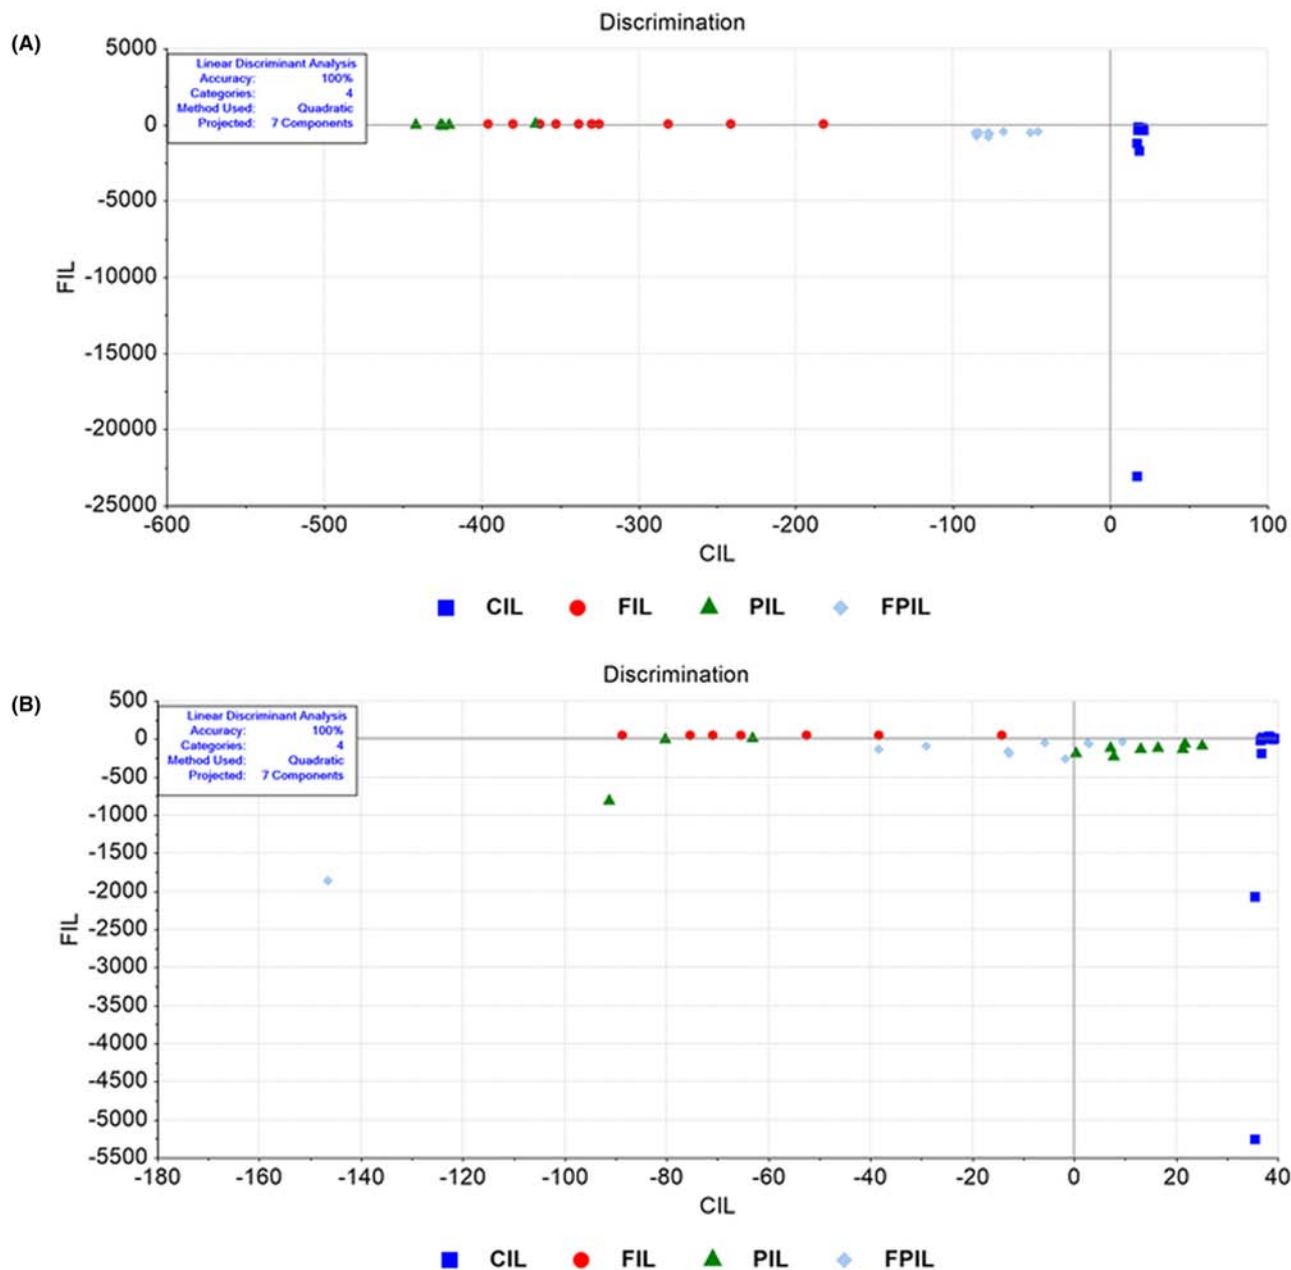 (A)
Discrimination
Linear Discriminant Analysis
Accuracy: 100%
Categories: 4
Method Used: Quadratic
Projected: 7 Components
5000
0
-5000
-10000
-15000
-20000
-25000
FIL
-600 -500 -400 -300 -200 -100 0 100
CIL
CIL FIL PIL FPIL
(B)
Discrimination
Linear Discriminant Analysis
Accuracy: 100%
Categories: 4
Method Used: Quadratic
Projected: 7 Components
500
0
-500
-1000
-1500
-2000
-2500
-3000
-3500
-4000
-4500
-5000
-5500
FIL
-180 -160 -140 -120 -100 -80 -60 -40 -20 0 20 40
CIL
CIL FIL PIL FPIL